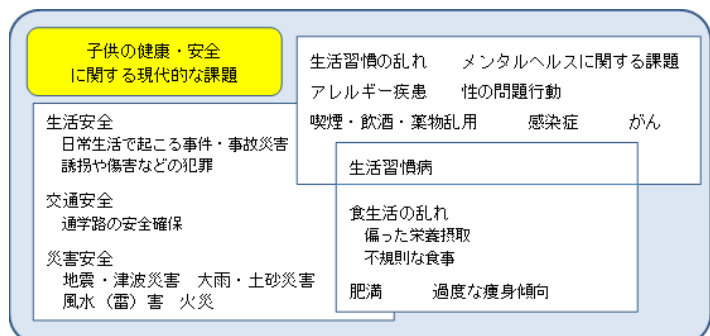 子供の健康・安全
に関する現代的な課題
生活習慣の乱れ メンタルヘルスに関する課題
アレルギー疾患 性の問題行動
喫煙・飲酒・薬物乱用 感染症 がん
生活安全
日常生活で起こる事件・事故災害
誘拐や傷害などの犯罪
交通安全
通学路の安全確保
災害安全
地震・津波災害 大雨・土砂災害
風水(雷)害 火災
生活習慣病
食生活の乱れ
偏った栄養摂取
不規則な食事
肥満 過度な痩身傾向